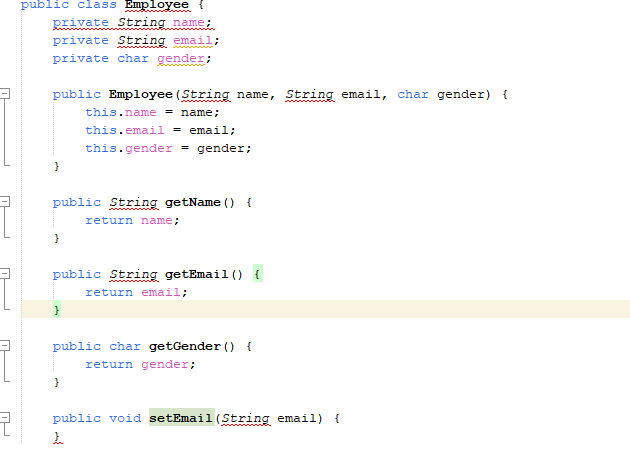 public class Employee {
private String name;
private String email;
private char gender;
public Employee(String name, String email, char gender) {
this.name = name;
this.email = email;
this.gender = gender;
}
public String getName() {
return name;
}
public String getEmail() {
return email;
}
public char getGender() {
return gender;
}
public void setEmail(String email) {
}